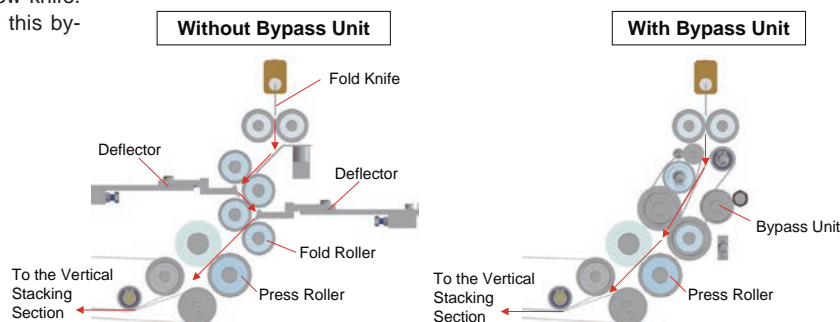 this by-
Without Bypass Unit
With Bypass Unit
Fold Knife
Deflector
Deflector
Fold Roller
To the Vertical
Stacking
Section
Press Roller
Bypass Unit
To the Vertical
Stacking
Section
Press Roller